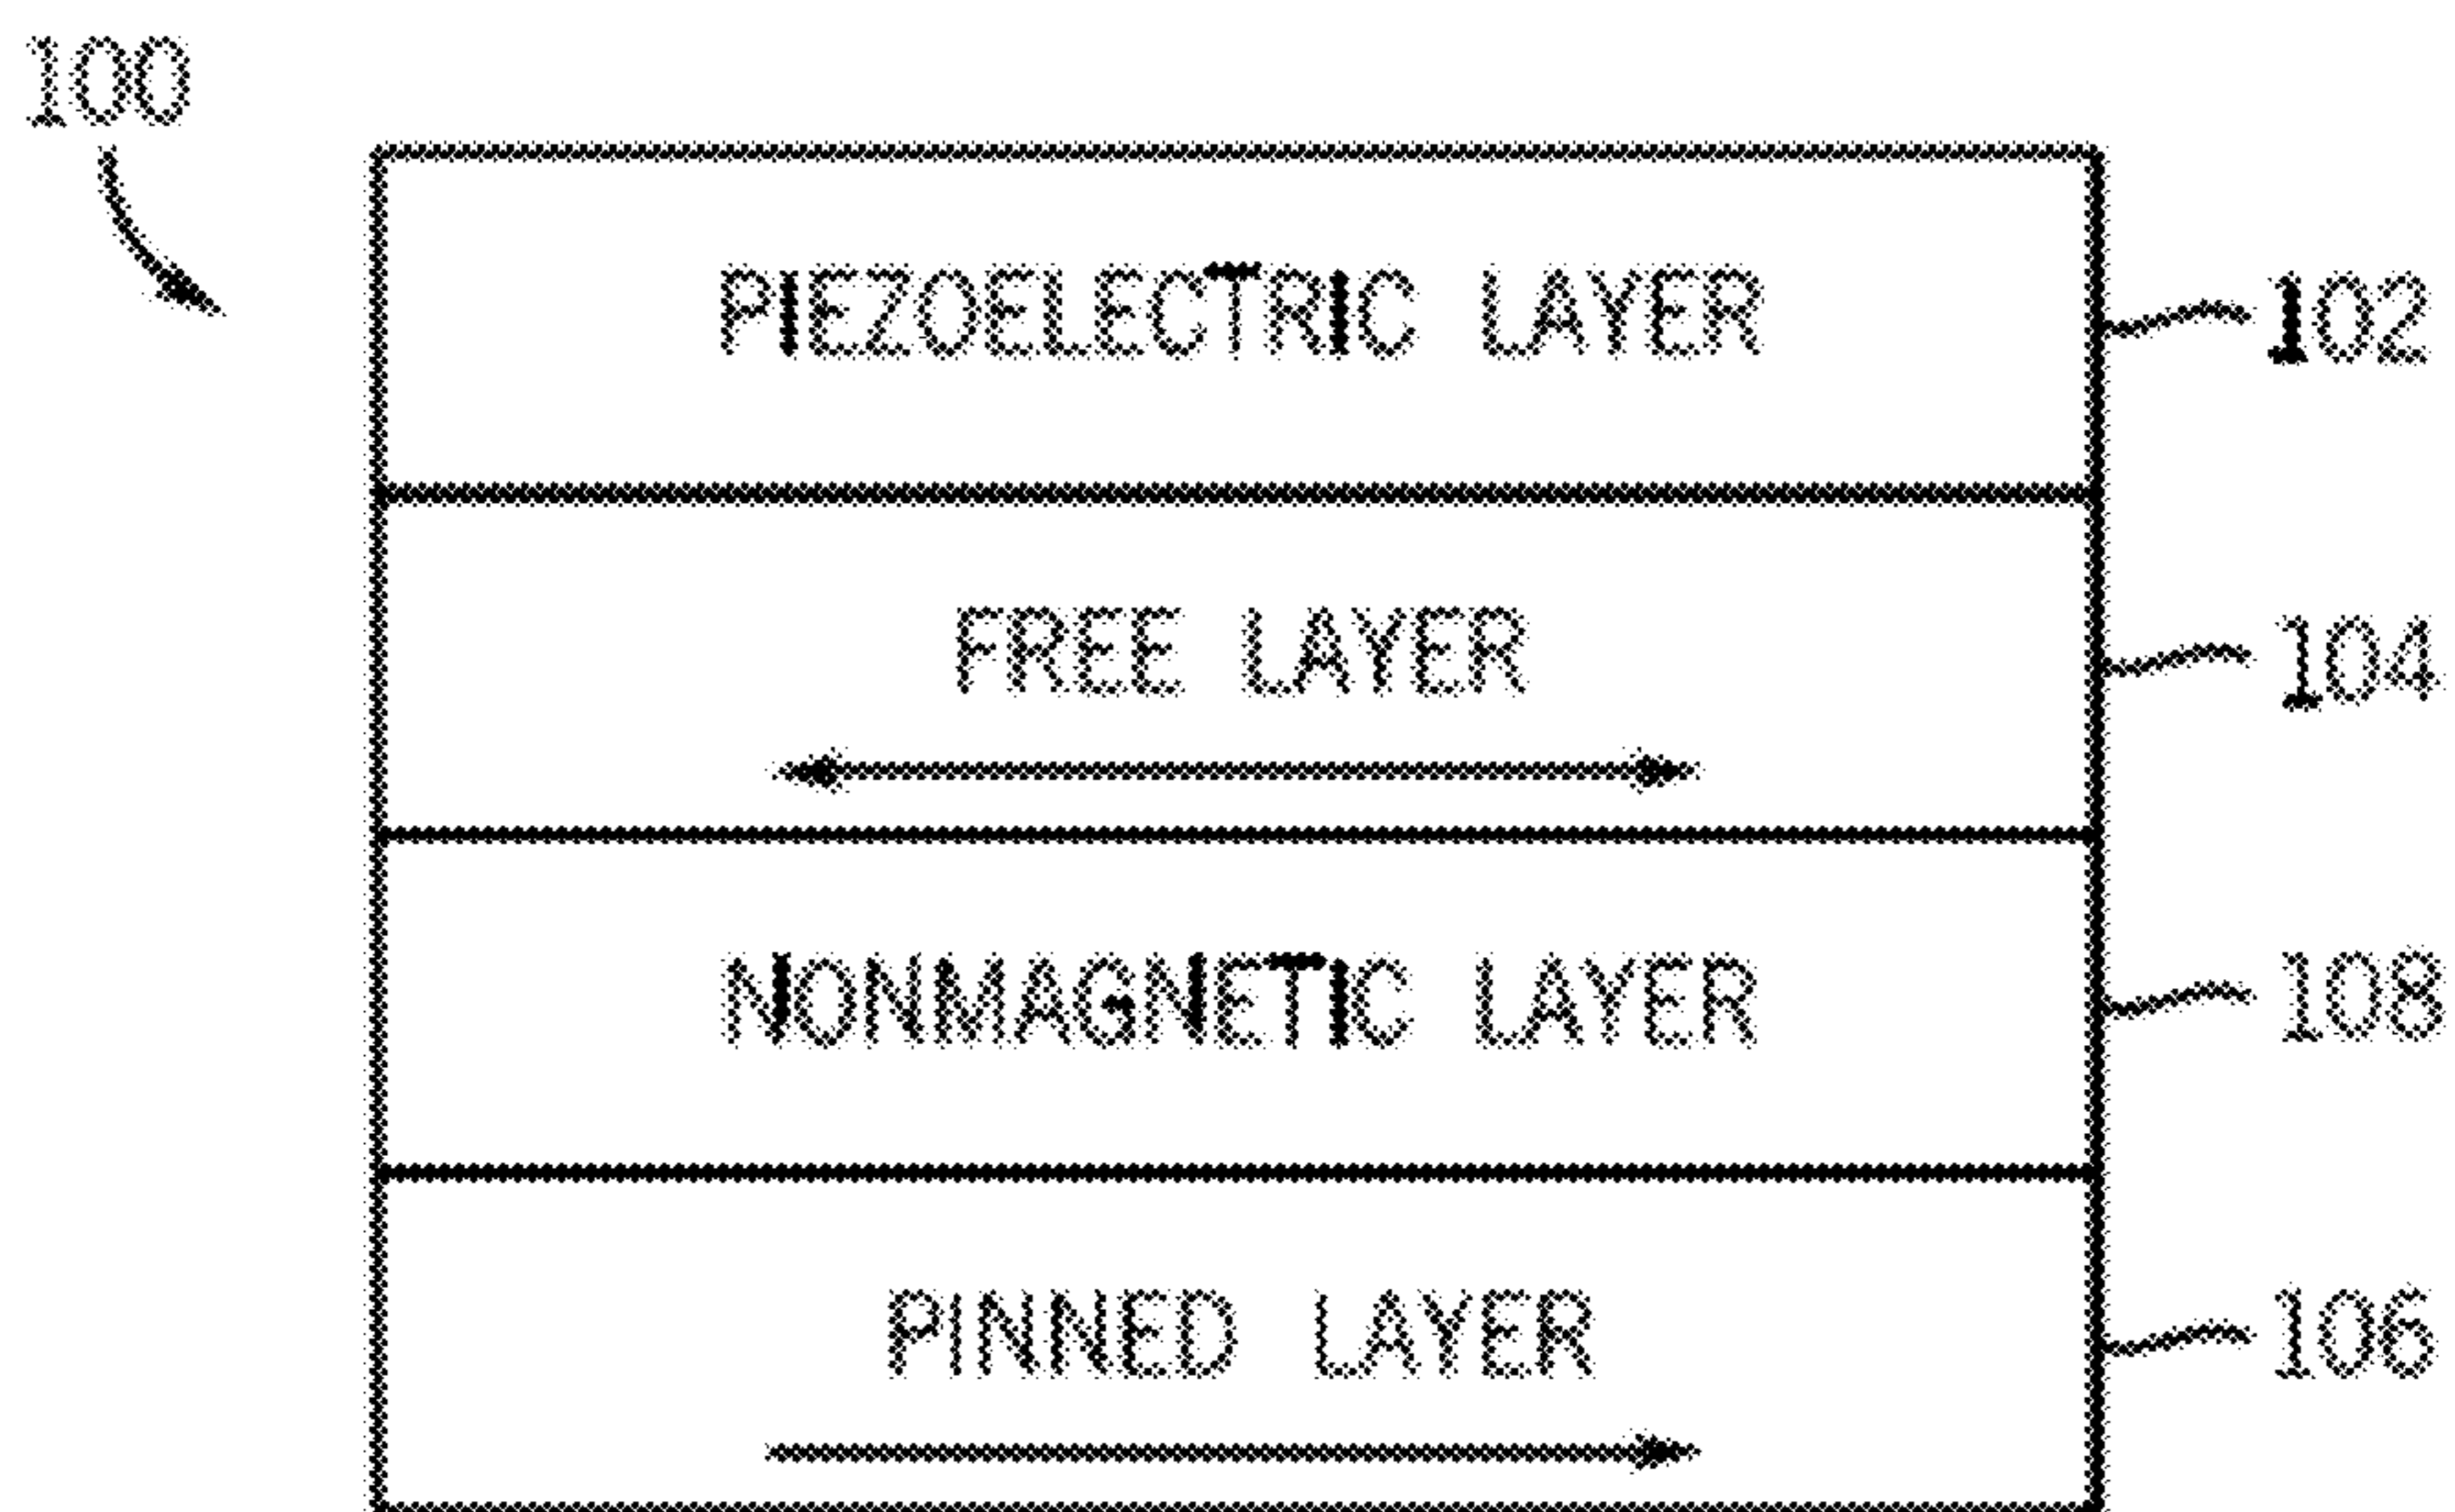 100
PIEZOELECTRIC LAYER 102
FREE LAYER 104
NONMAGNETIC LAYER 108
PINNED LAYER 106